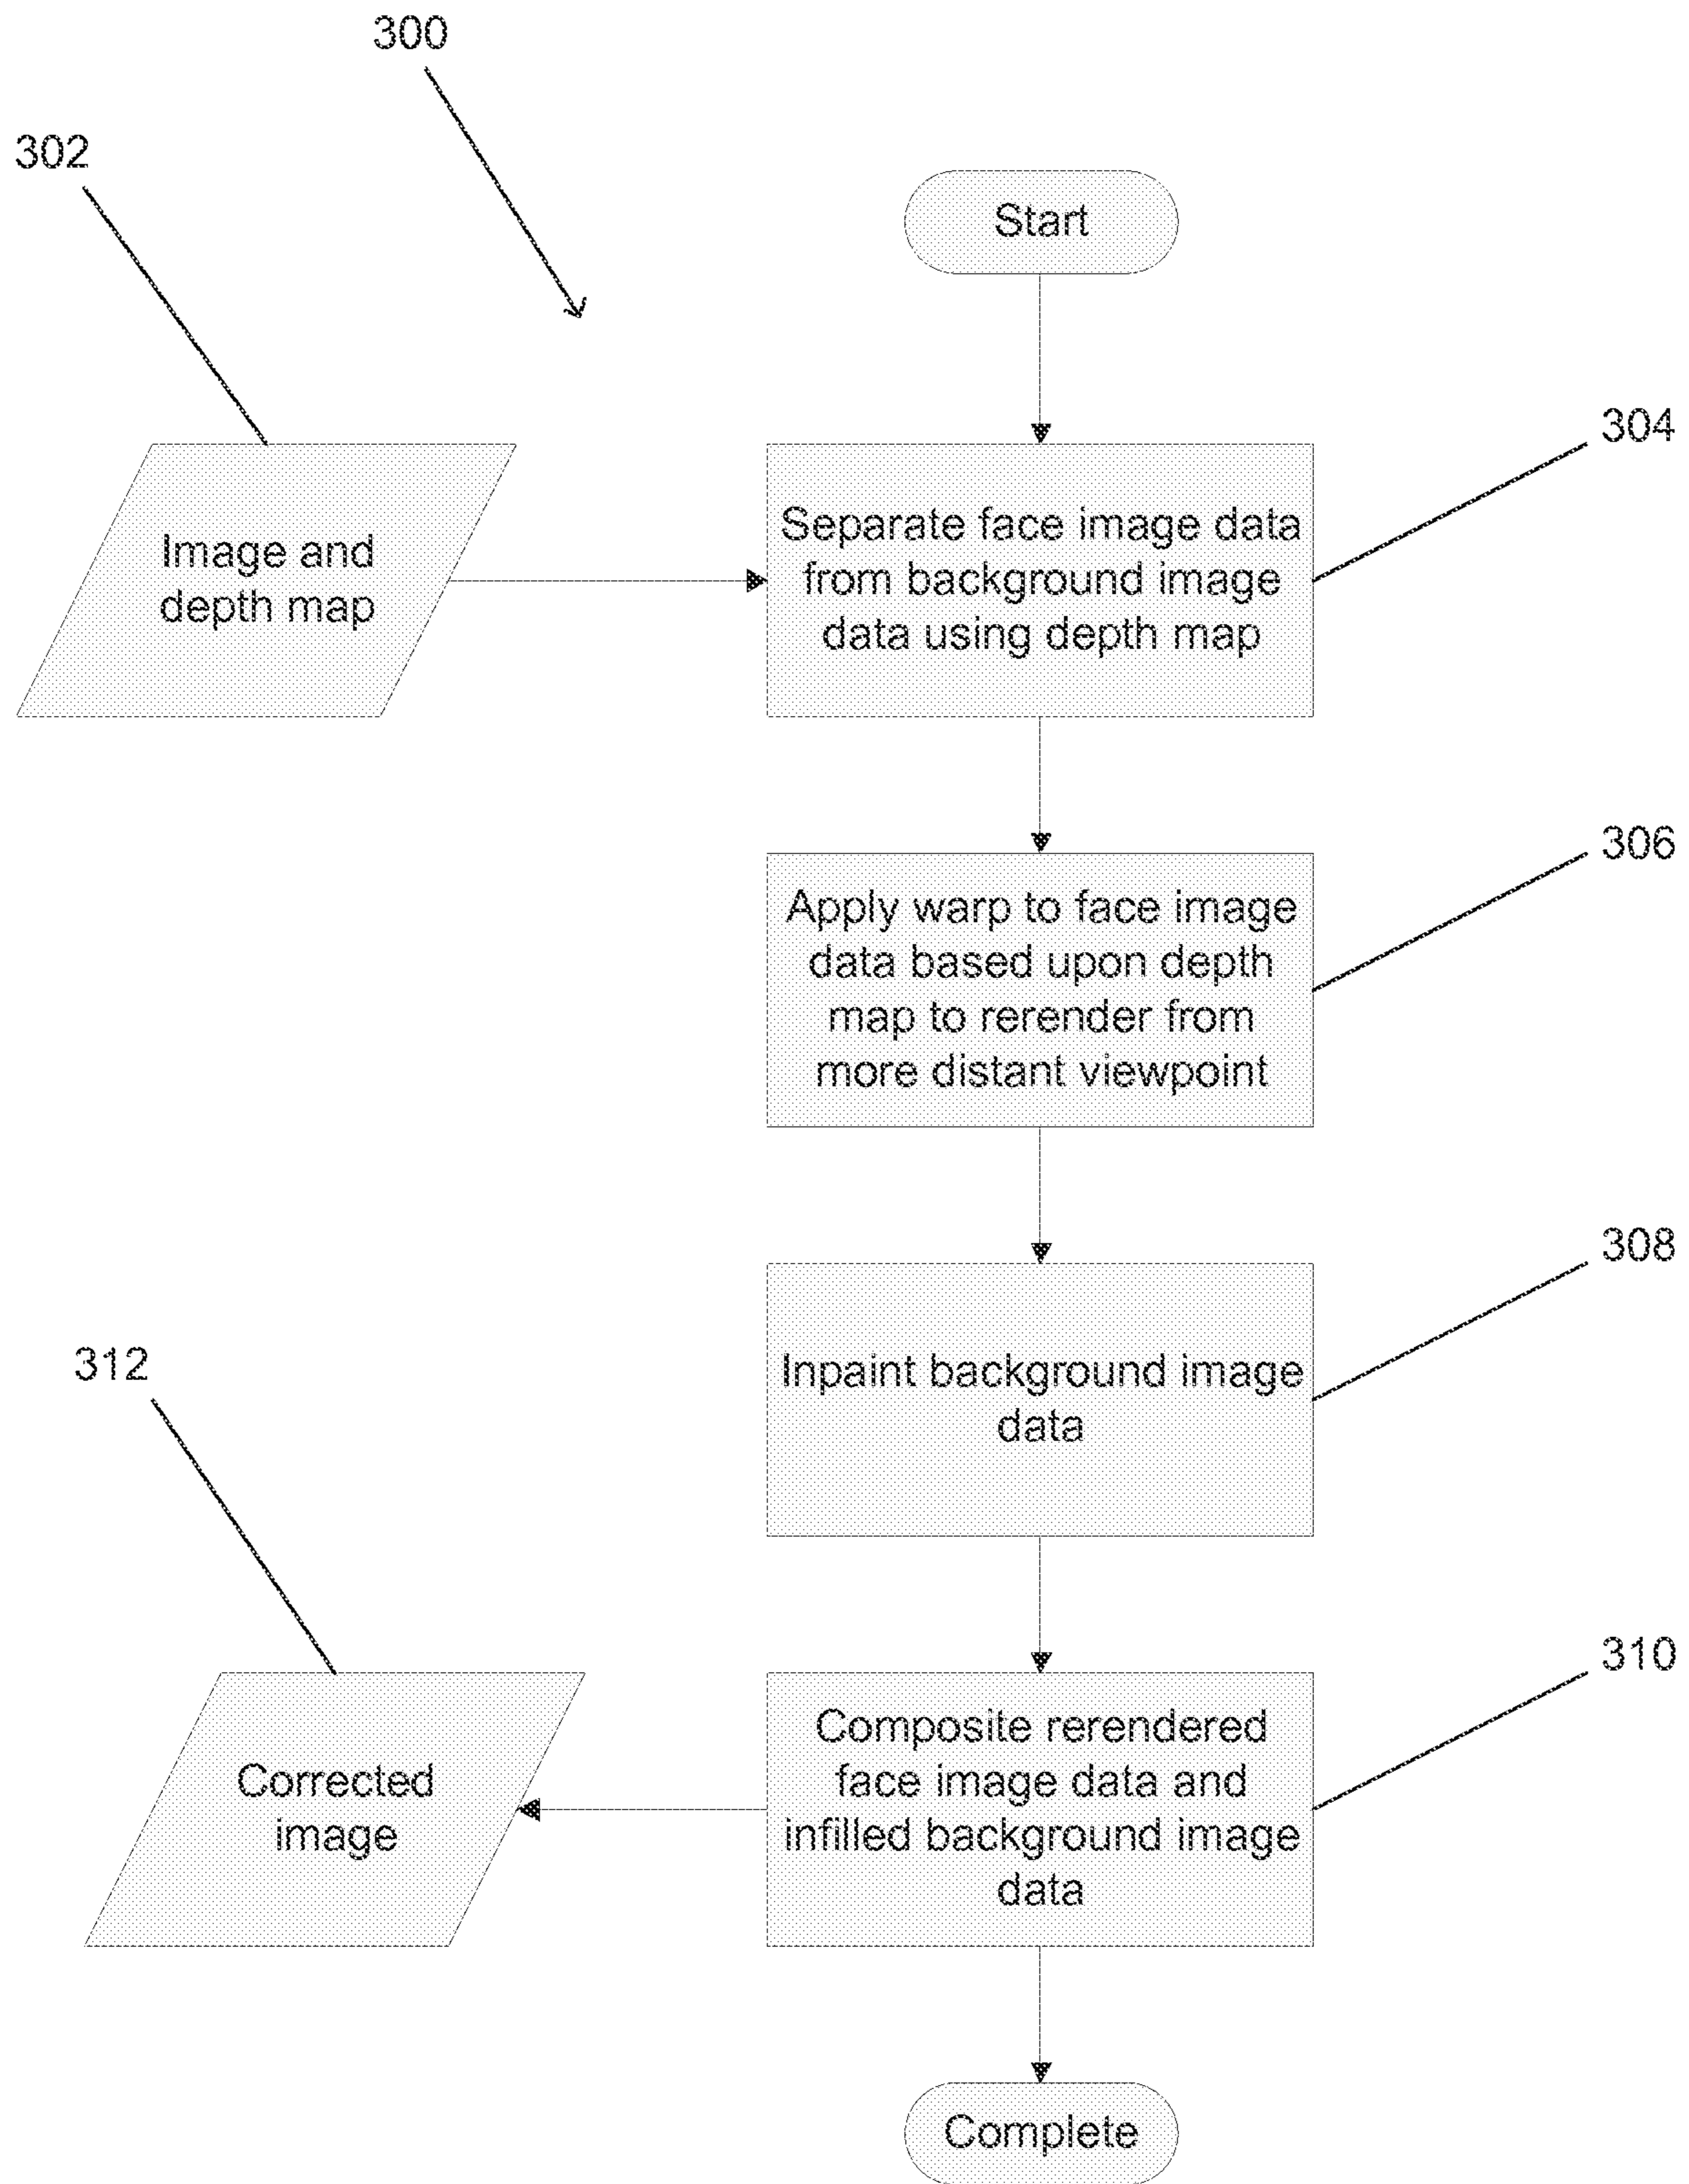 300
302
Start
304
Image and
depth map
Separate face image data
from background image
data using depth map
306
Apply warp to face image
data based upon depth
map to rerender from
more distant viewpoint
308
Inpaint background image
data
312
310
Corrected
image
Composite rerendered
face image data and
infilled background image
data
Complete